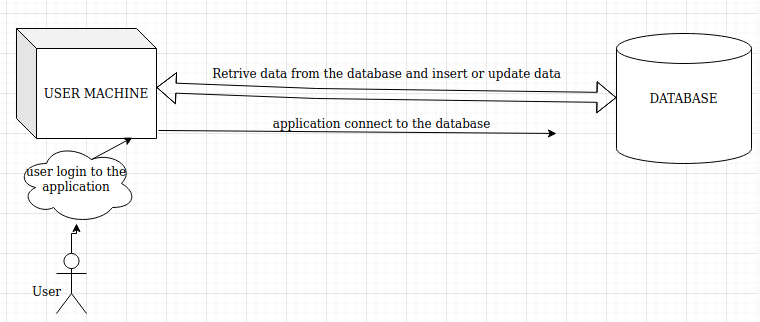 Retrive data from the database and insert or update data
USER MACHINE
DATABASE
application connect to the database
user login to the
application
User